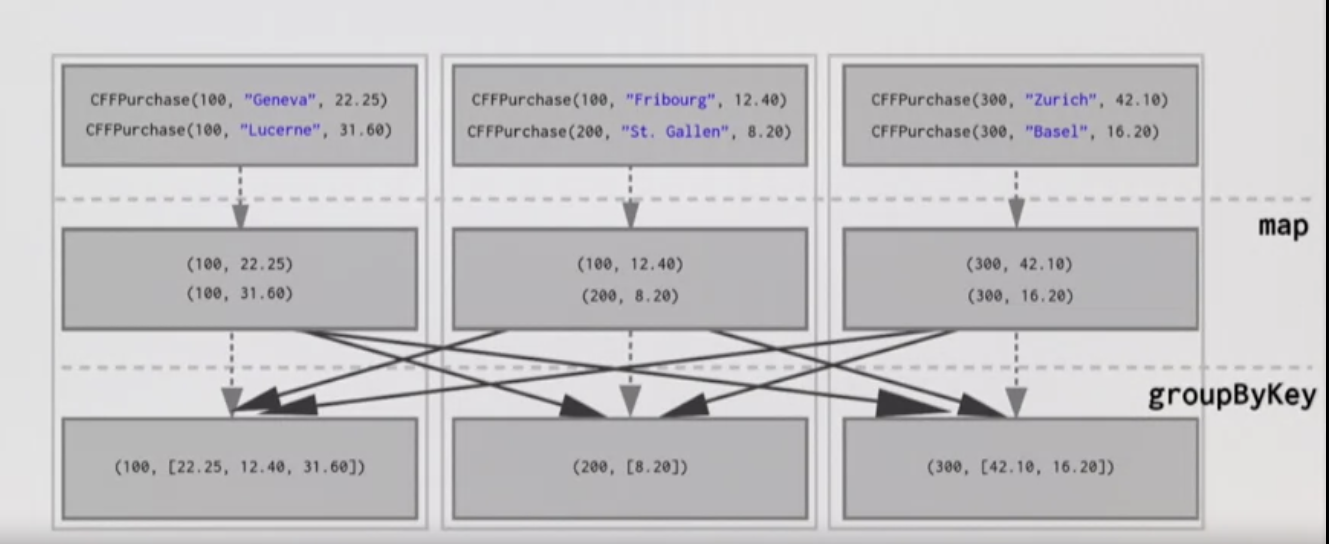 CFFPurchase(100, "Geneva", 22.25)
CFFPurchase(100, "Lucerne", 31.60)
CFFPurchase(100, "Fribourg", 12.40)
CFFPurchase(200, "St. Gallen", 8.20)
CFFPurchase(300, "Zurich", 42.10)
CFFPurchase(300, "Basel", 16.20)
map
(100, 22.25)
(100, 31.60)
(100, 12.40)
(200, 8.20)
(300, 42.10)
(300, 16.20)
groupByKey
(100, [22.25, 12.40, 31.60])
(200, [8.20])
(300, [42.10, 16.20])